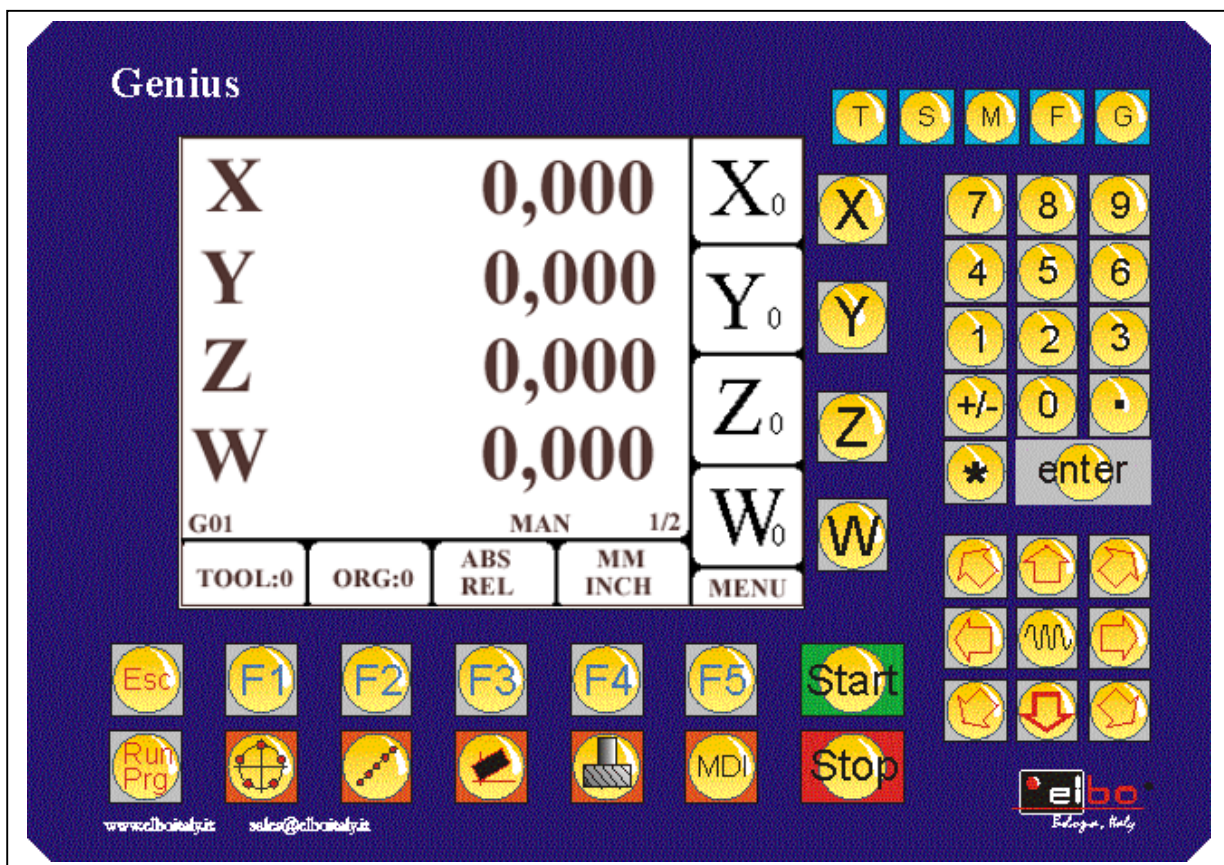 Genius
T S M F G
X 0,000 X0
Y 0,000 Y0
Z 0,000 Z0
W 0,000 W0
G01 MAN 1/2
TOOL:0 ORG:0 ABS REL MM INCH MENU
X
Y
Z
W
7 8 9
4 5 6
1 2 3
+/- 0 .
* enter
Esc F1 F2 F3 F4 F5 Start
Run Prg MDI Stop
www.elboitaly.it sales@elboitaly.it
elbo
Bologna, Italy